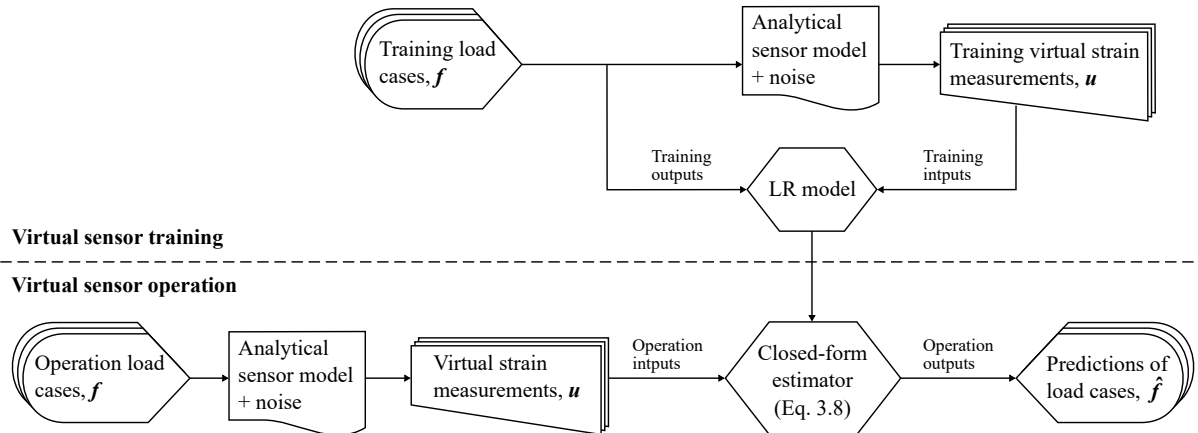 Training load
cases, f
Analytical
sensor model
+ noise
Training virtual strain
measurements, u
Training
outputs
LR model
Training
intputs
Virtual sensor training
Virtual sensor operation
Operation load
cases, f
Analytical
sensor model
+ noise
Virtual strain
measurements, u
Operation
intputs
Closed-form
estimator
(Eq. 3.8)
Operation
outputs
Predictions of
load cases, f̂